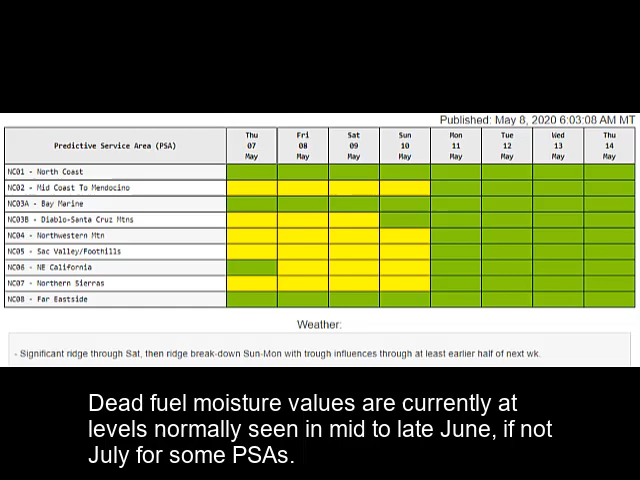 Published: May 8, 2020 6:03:08 AM MT
Predictive Service Area (PSA)
Thu 07 May
Fri 08 May
Sat 09 May
Sun 10 May
Mon 11 May
Tue 12 May
Wed 13 May
Thu 14 May
NC01 - North Coast
NC02 - Mid Coast To Mendocino
NC03A - Bay Marine
NC03B - Diablo-Santa Cruz Mtns
NC04 - Northwestern Mtn
NC05 - Sac Valley/Foothills
NC06 - NE California
NC07 - Northern Sierras
NC08 - Far Eastside
Weather:
- Significant ridge through Sat, then ridge break-down Sun-Mon with trough influences through at least earlier half of next wk.
Dead fuel moisture values are currently at
levels normally seen in mid to late June, if not
July for some PSAs.